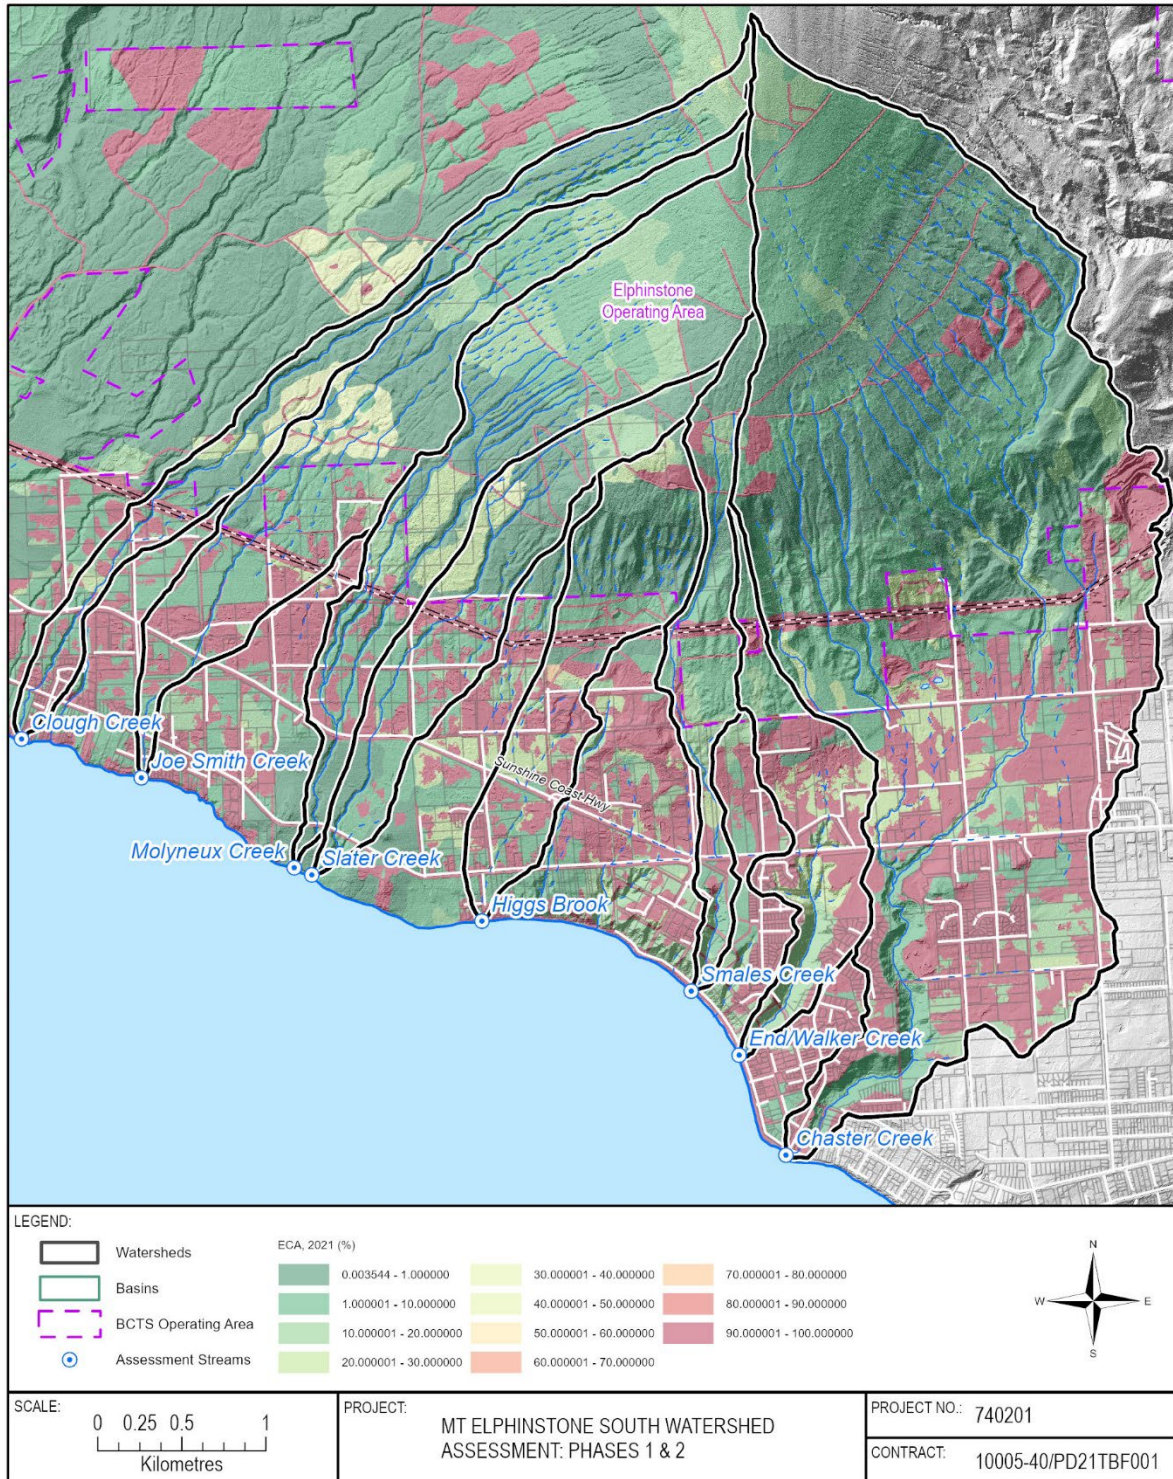 Elphinstone
Operating Area
Clough Creek
Joe Smith Creek
Sunshine Coast Hwy
Molyneux Creek
Slater Creek
Higgs Brook
Smales Creek
End/Walker Creek
Chaster Creek
LEGEND:
Watersheds
Basins
BCTS Operating Area
Assessment Streams
ECA, 2021 (%)
0.003544 - 1.000000
1.000001 - 10.000000
10.000001 - 20.000000
20.000001 - 30.000000
30.000001 - 40.000000
40.000001 - 50.000000
50.000001 - 60.000000
60.000001 - 70.000000
70.000001 - 80.000000
80.000001 - 90.000000
90.000001 - 100.000000
N
W
E
S
SCALE:
0 0.25 0.5 1
Kilometres
PROJECT:
MT ELPHINSTONE SOUTH WATERSHED
ASSESSMENT: PHASES 1 & 2
PROJECT NO.: 740201
CONTRACT: 10005-40/PD21TBF001